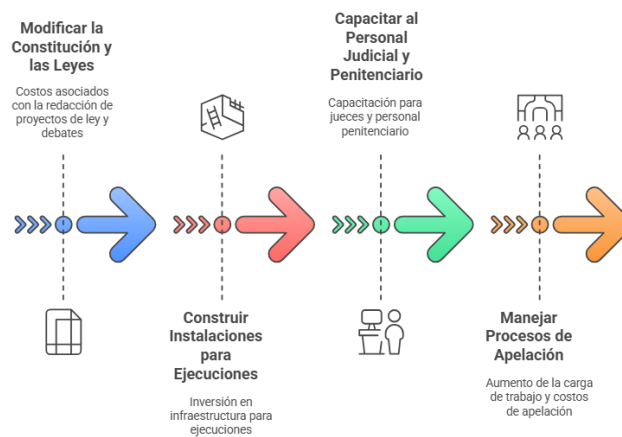 Modificar la
Constitución y
las Leyes
Costos asociados
con la redacción de
proyectos de ley y
debates
Construir
Instalaciones
para
Ejecuciones
Inversión en
infraestructura para
ejecuciones
Capacitar al
Personal
Judicial y
Penitenciario
Capacitación para
jueces y personal
penitenciario
Manejar
Procesos de
Apelación
Aumento de la carga
de trabajo y costos
de apelación